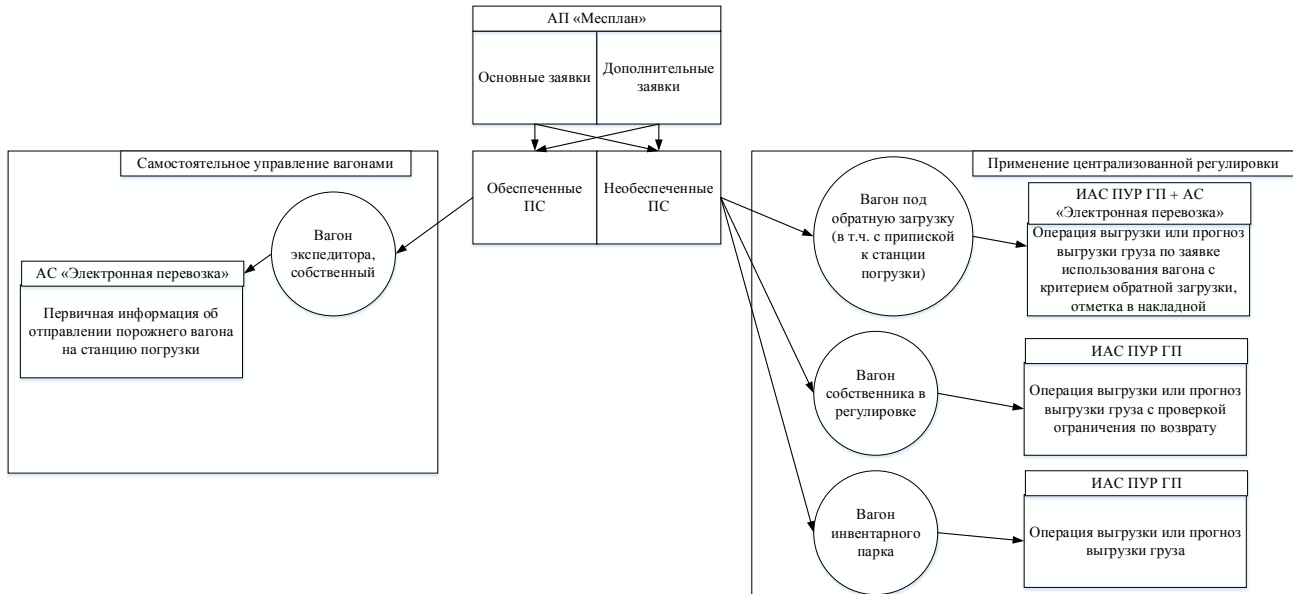 АП «Месплан»
Основные заявки
Дополнительные
заявки
Самостоятельное управление вагонами
Обеспеченные
ПС
Необеспеченные
ПС
Применение централизованной регулировки
Вагон
экспедитора,
собственный
АС «Электронная перевозка»
Первичная информация об
отправлении порожнего вагона
на станцию погрузки
Вагон под
обратную загрузку
(в т.ч. с припиской
к станции
погрузки)
ИАС ПУР ГП + АС
«Электронная перевозка»
Операция выгрузки или прогноз
выгрузки груза по заявке
использования вагона с
критерием обратной загрузки,
отметка в накладной
Вагон
собственника в
регулировке
ИАС ПУР ГП
Операция выгрузки или прогноз
выгрузки груза с проверкой
ограничения по возврату
Вагон
инвентарного
парка
ИАС ПУР ГП
Операция выгрузки или прогноз
выгрузки груза